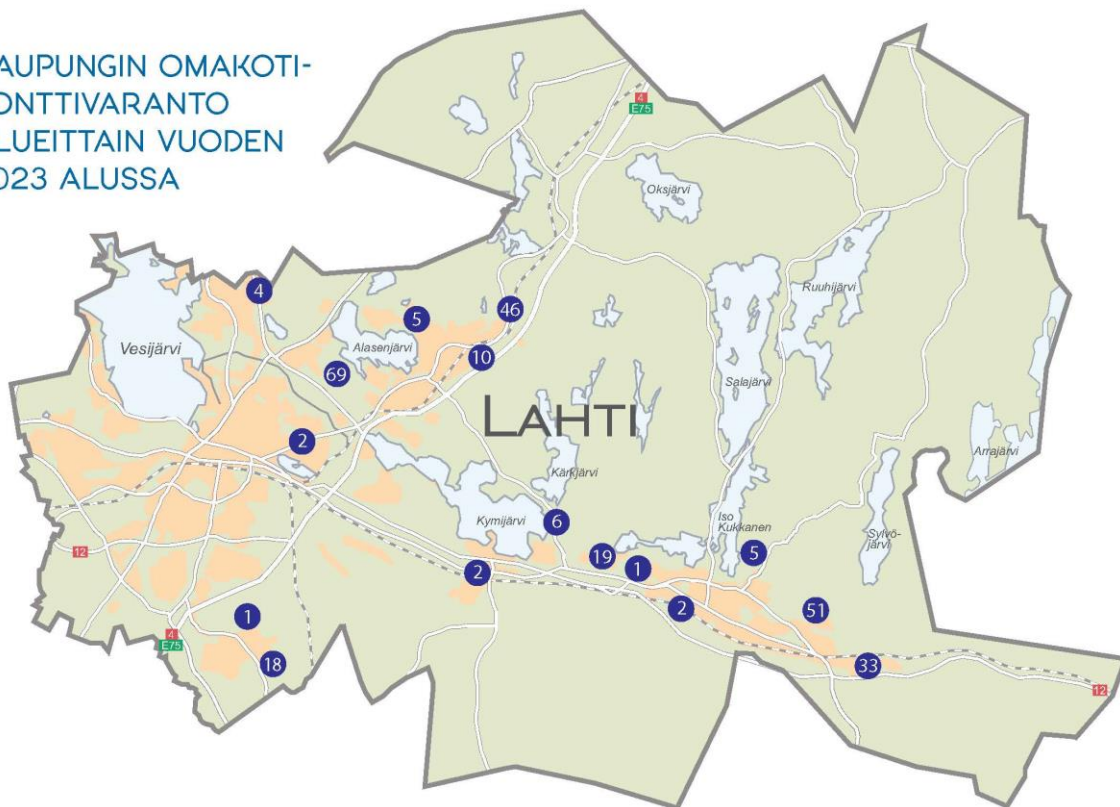 AUPUNGIN OMAKOTI-
ONTTIVARANTO
LUEITTAIN VUODEN
023 ALUSSA
4
E75
Oksjärvi
4
46
Ruuhijärvi
5
Vesijärvi
Alasenjärvi
10
69
Salajärvi
LAHTI
2
Arrajärvi
Kärkjärvi
Kymijärvi
6
Iso
Kukkanen
Sylvö-
järvi
12
19
5
1
2
2
51
1
4
E75
18
33
12